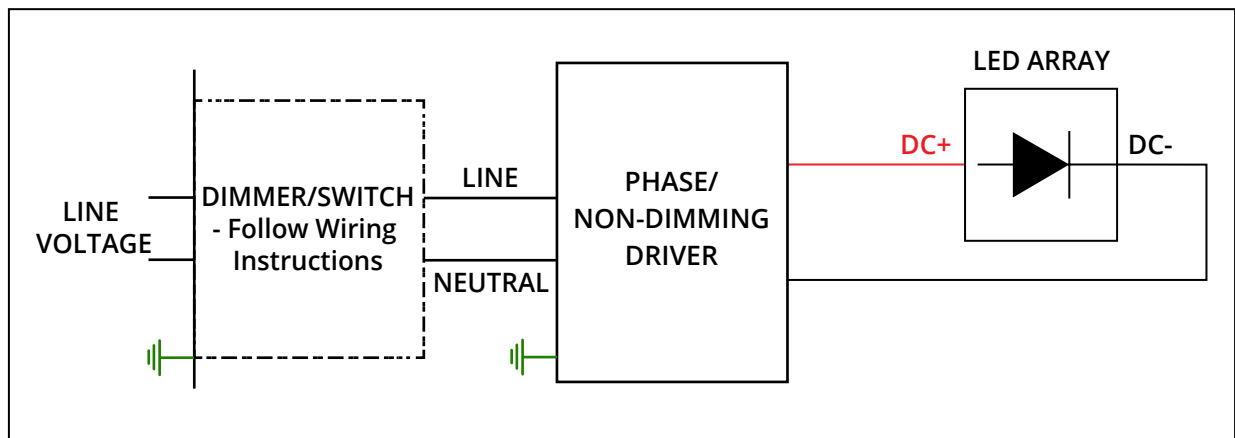 LINE
VOLTAGE
DIMMER/SWITCH
- Follow Wiring
Instructions
LINE
NEUTRAL
PHASE/
NON-DIMMING
DRIVER
LED ARRAY
DC+
DC-